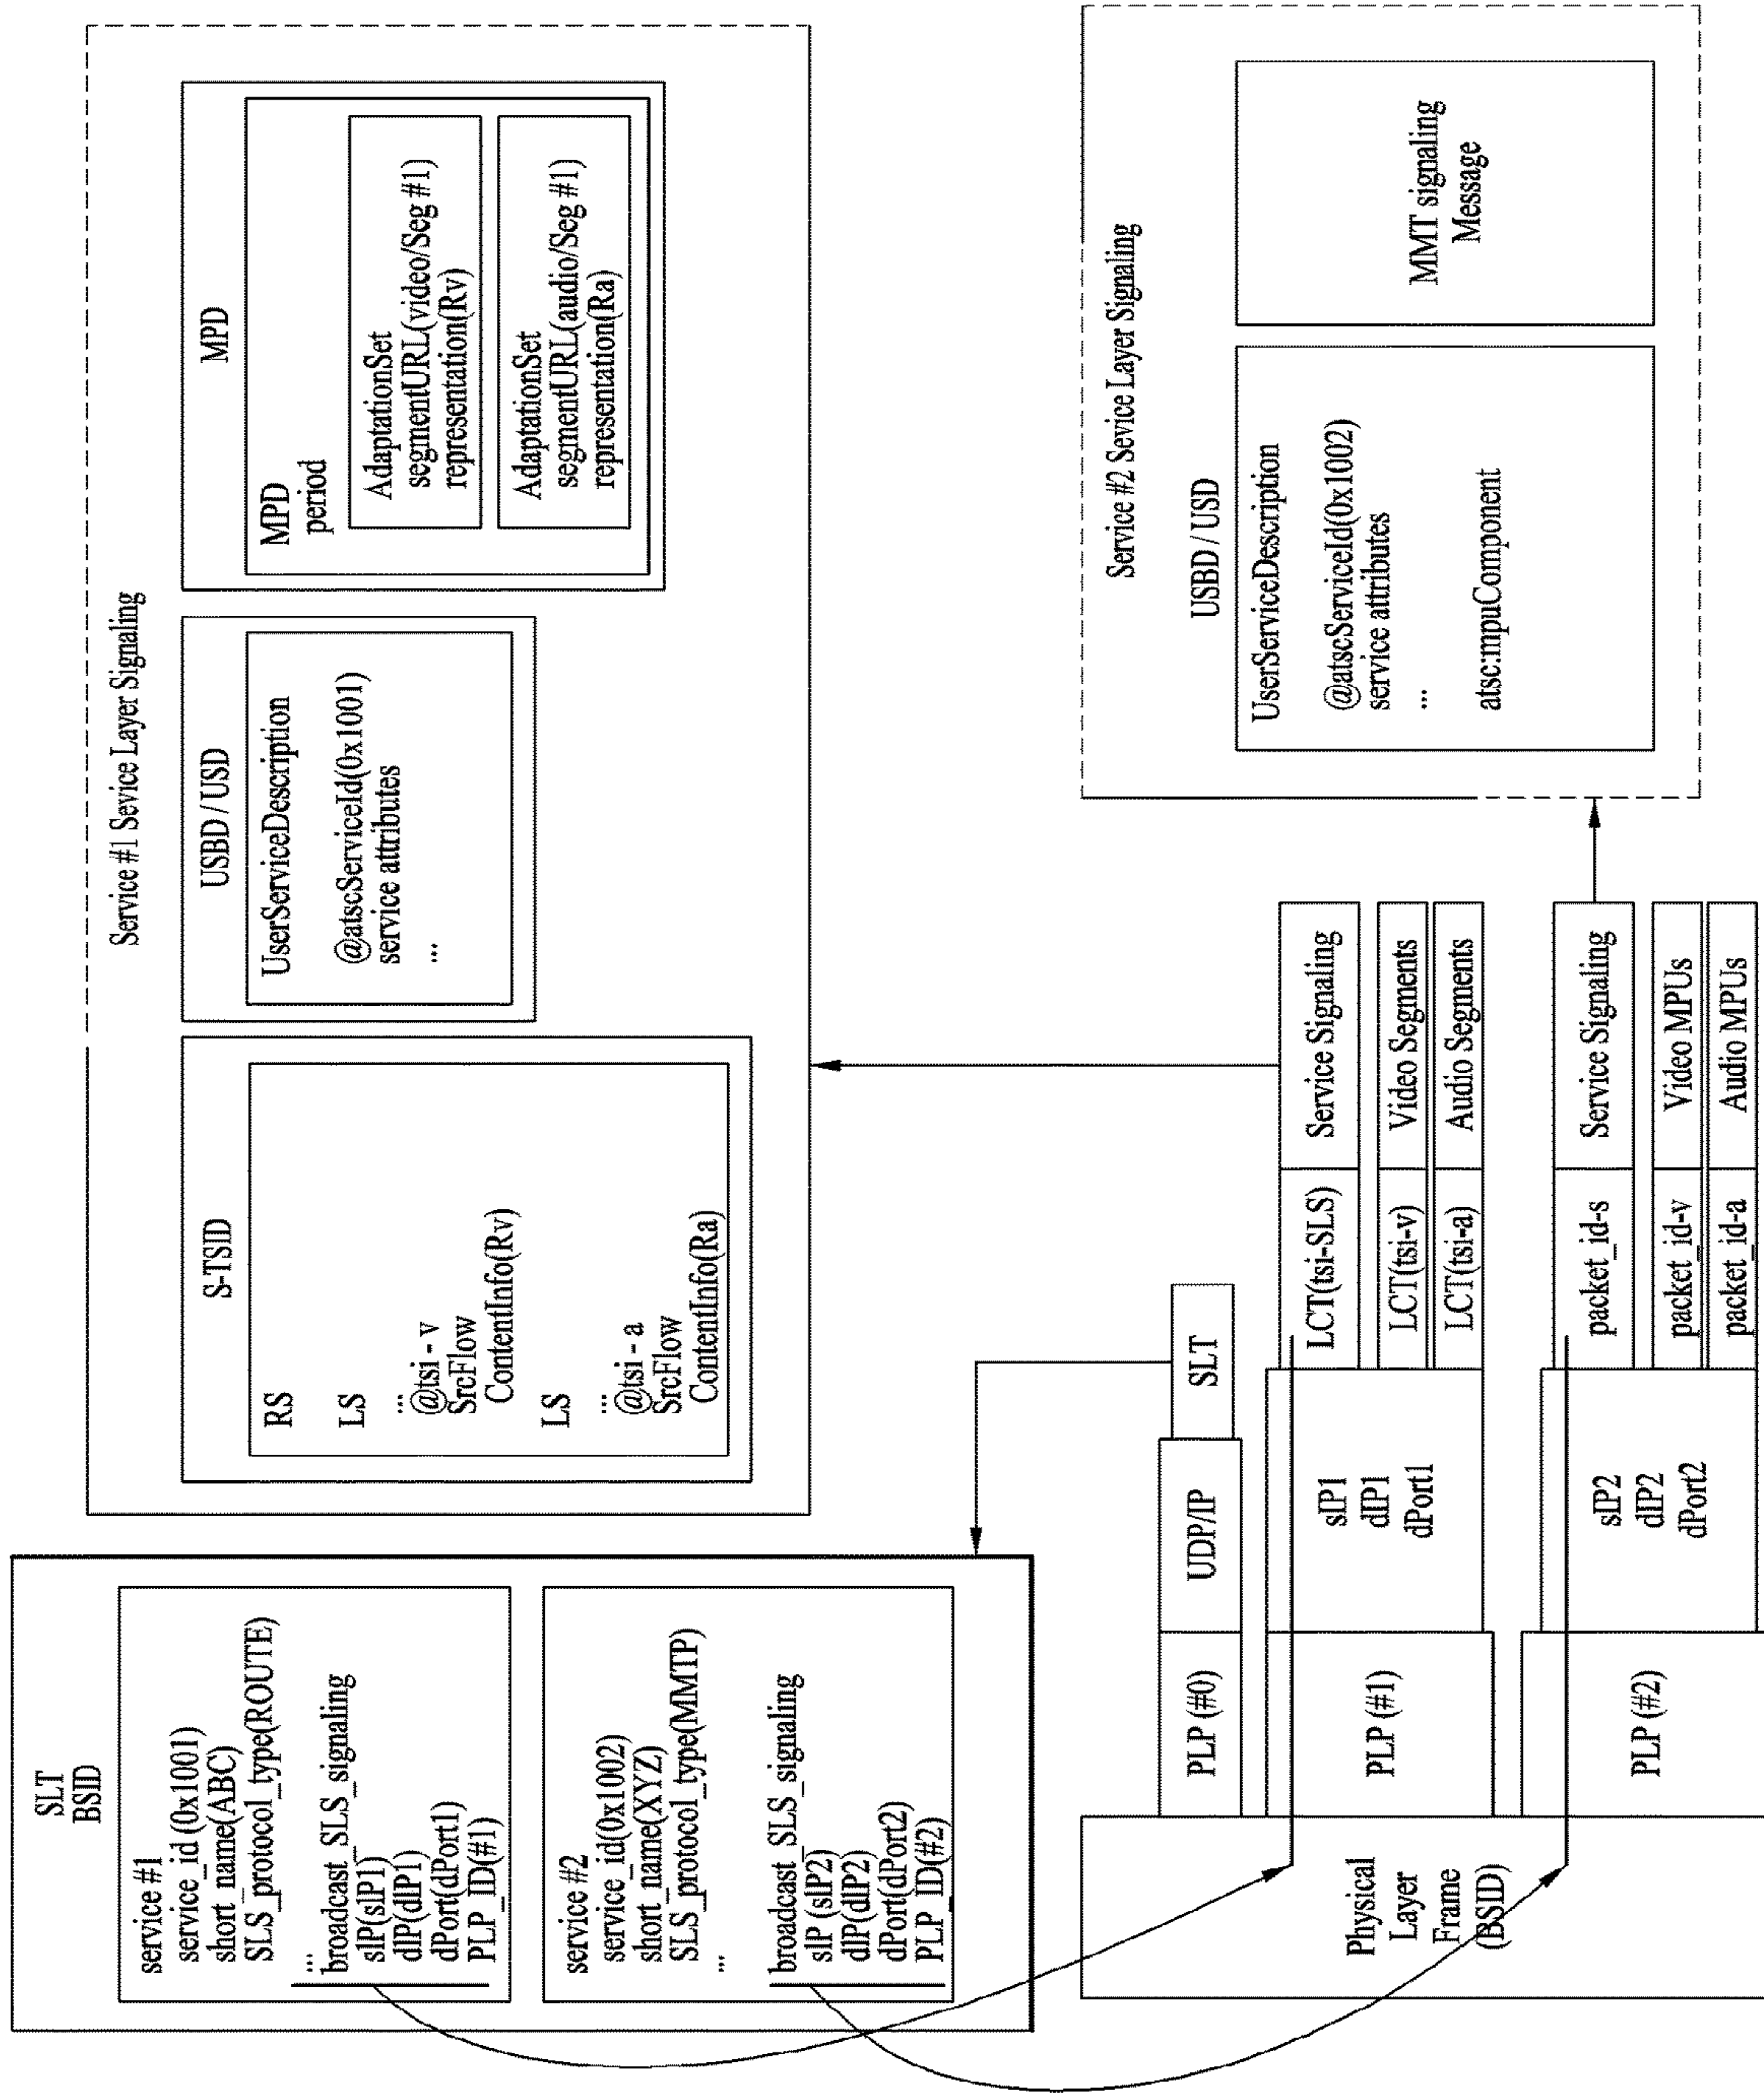 SLT
BSID
service #1
service_id (0x1001)
short_name(ABC)
SLS_protocol_type(ROUTE)
...
broadcast_SLS_signaling
sIP(sIP1)
dIP(dIP1)
dPort(dPort1)
PLP_ID(#1)
service #2
service_id(0x1002)
short_name(XYZ)
SLS_protocol_type(MMTP)
...
broadcast_SLS_signaling
sIP (sIP2)
dIP(dIP2)
dPort(dPort2)
PLP_ID(#2)
Service #1 Sevice Layer Signaling
S-TSID
RS
LS
...
@tsi - v
SrcFlow
ContentInfo(Rv)
LS
...
@tsi - a
SrcFlow
ContentInfo(Ra)
USBD / USD
UserServiceDescription
@atscServiceId(0x1001)
service attributes
...
MPD
MPD
period
AdaptationSet
segmentURL(video/Seg #1)
representation(Rv)
AdaptationSet
segmentURL(audio/Seg #1)
representation(Ra)
Physical
Layer
Frame
(BSID)
PLP (#0)
UDP/IP
SLT
PLP (#1)
sIP1
dIP1
dPort1
LCT(tsi-SLS)
Service Signaling
LCT(tsi-v)
Video Segments
LCT(tsi-a)
Audio Segments
PLP (#2)
sIP2
dIP2
dPort2
packet_id-s
Service Signaling
packet_id-v
Video MPUs
packet_id-a
Audio MPUs
Service #2 Sevice Layer Signaling
USBD / USD
UserServiceDescription
@atscServiceId(0x1002)
service attributes
...
atsc:mpuComponent
MMT signaling
Message